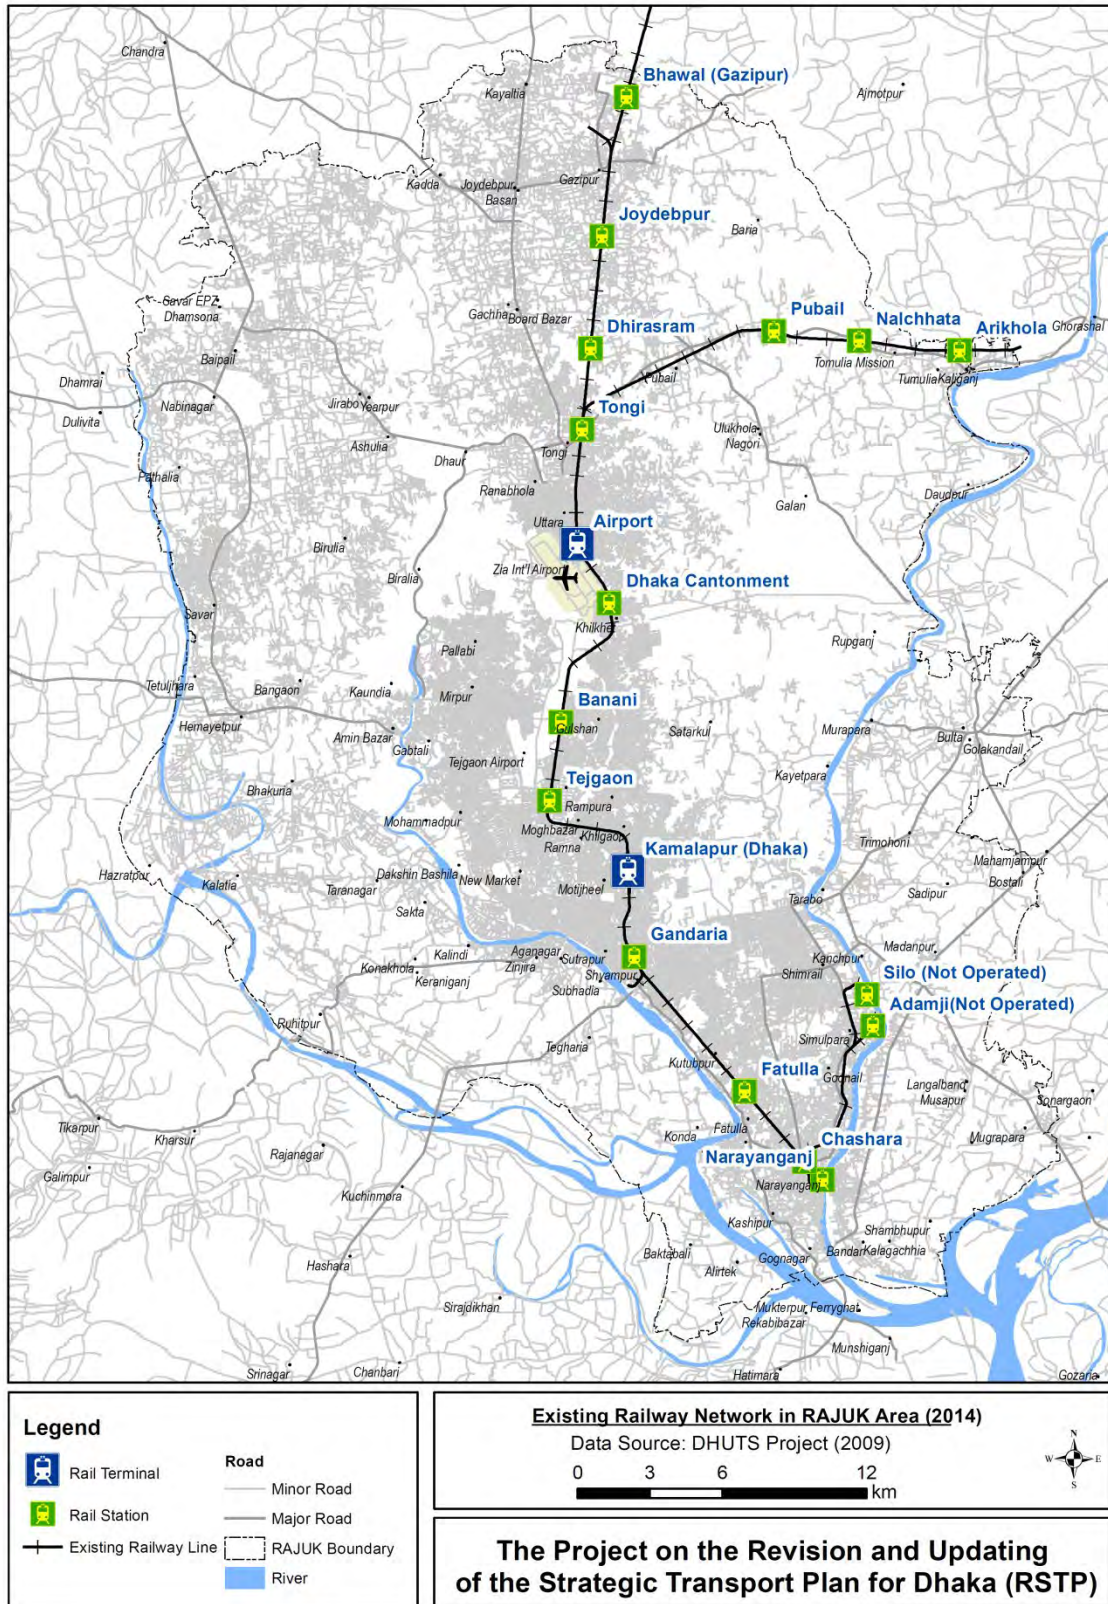 Chandra
Bhawal (Gazipur)
Kayaltia
Ajmotpur
Gazipur
Kadda
Joydebpur
Basan
Joydebpur
Baria
Savar EPZ
Dhamsona
Gachha
Board Bazar
Pubail
Nalchhata
Arikhola
Ghorashal
Dhirasram
Baipail
Tomulia Mission
Dhamrai
Pubail
Tumulia
Kaliganj
Nabinagar
Jirabo
Yearpur
Dulivita
Tongi
Ulukhola
Nagori
Ashulia
Tongi
Dhaur
Pathalia
Ranabhola
Daudpur
Galan
Uttara
Airport
Birulia
Zia Int'l Airport
Biralia
Dhaka Cantonment
Savar
Khilkhet
Rupganj
Pallabi
Tetuljhara
Bangaon
Kaundia
Mirpur
Banani
Hemayetpur
Gulshan
Satarkul
Murapara
Amin Bazar
Gabtali
Bulta
Golakandail
Tejgaon Airport
Kayetpara
Tejgaon
Bhakuria
Rampura
Mohammadpur
Moghbazar
Khilgaon
Ramna
Trimohoni
Kamalapur (Dhaka)
Mahamjampur
Hazratpur
Kalatia
Taranagar
Dakshin Bashila
New Market
Motijheel
Bostali
Sadipur
Tarabo
Sakta
Gandaria
Kalindi
Aganagar
Zinjira
Sutrapur
Madanpur
Kanchpur
Konakhola
Keraniganj
Shyampur
Shimrail
Silo (Not Operated)
Subhadia
Adamji(Not Operated)
Ruhitpur
Tegharia
Simulpara
Kutubpur
Fatulla
Godnail
Langalband
Musapur
Sonargaon
Tikarpur
Kharsur
Fatulla
Konda
Chashara
Mugrapara
Rajanagar
Narayanganj
Galimpur
Kuchinmora
Narayanganj
Kashipur
Shambhupur
Hashara
Baktabali
Gognagar
Bandar
Kalagachhia
Alirtek
Sirajdikhan
Mukterpur Ferryghat
Rekabibazar
Munshiganj
Srinagar
Chanbari
Hatimara
Gozaria
Legend
Rail Terminal
Rail Station
Existing Railway Line
Road
Minor Road
Major Road
RAJUK Boundary
River
Existing Railway Network in RAJUK Area (2014)
Data Source: DHUTS Project (2009)
0 3 6 12
km
N
W E
S
The Project on the Revision and Updating
of the Strategic Transport Plan for Dhaka (RSTP)